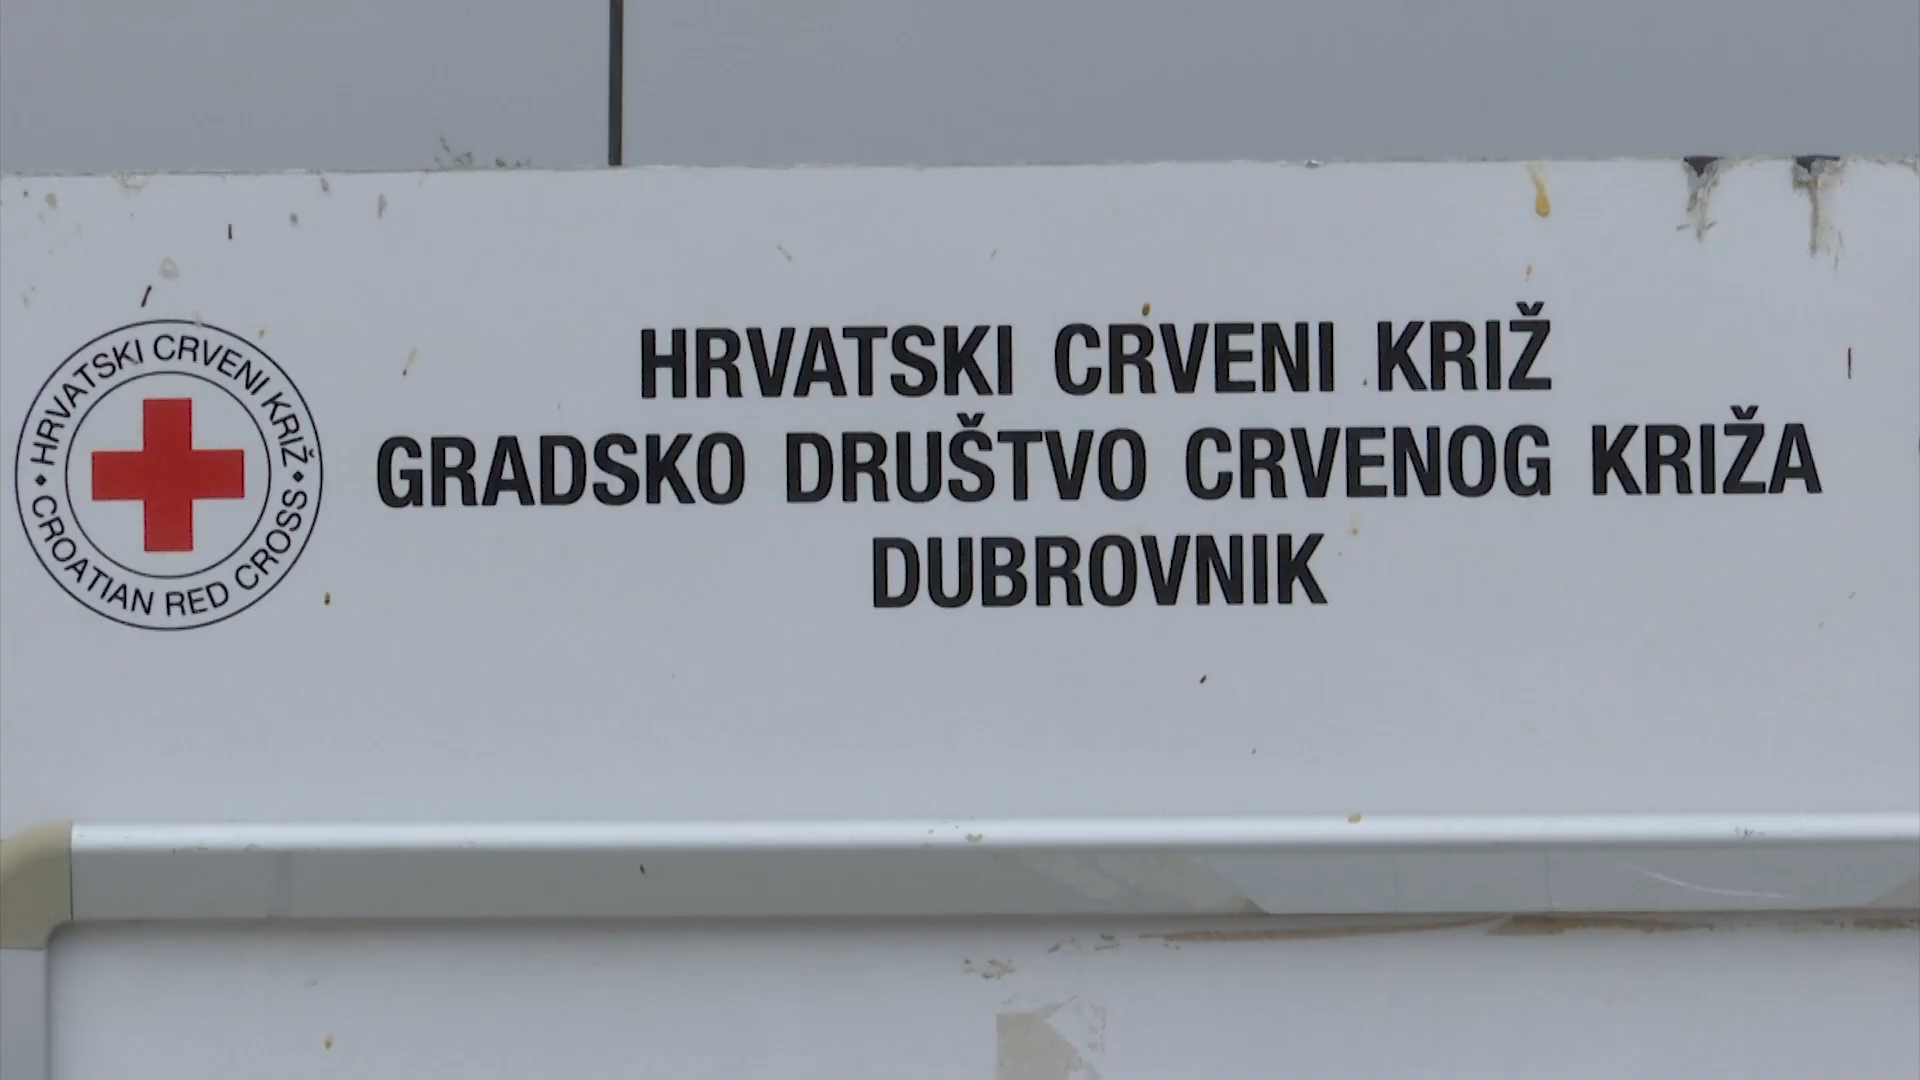 HRVATSKI CRVENI KRIŽ
CROATIAN RED CROSS
HRVATSKI CRVENI KRIŽ
GRADSKO DRUŠTVO CRVENOG KRIŽA
DUBROVNIK